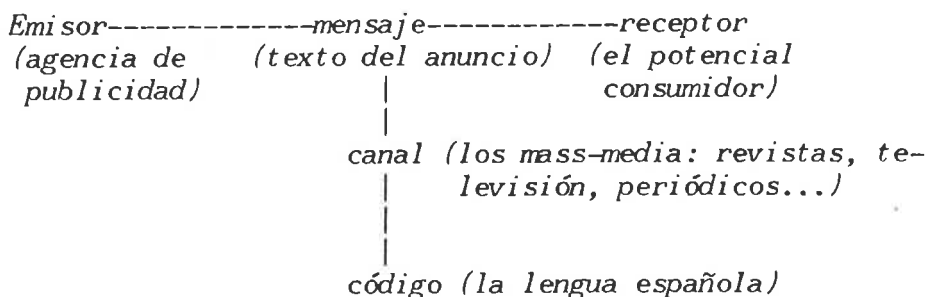 Emisor-------------mensaje------------receptor
(agencia de (texto del anuncio) (el potencial
publicidad) consumidor)
canal (los mass-media: revistas, te-
levisión, periódicos...)
código (la lengua española)